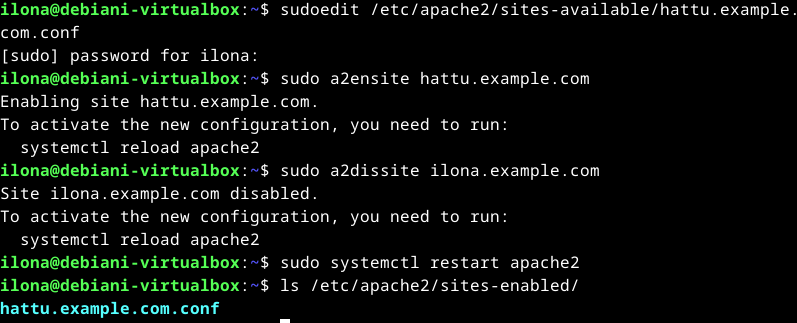 ilona@debiani-virtualbox:~$ sudoedit /etc/apache2/sites-available/hattu.example.
com.conf
[sudo] password for ilona:
ilona@debiani-virtualbox:~$ sudo a2ensite hattu.example.com
Enabling site hattu.example.com.
To activate the new configuration, you need to run:
  systemctl reload apache2
ilona@debiani-virtualbox:~$ sudo a2dissite ilona.example.com
Site ilona.example.com disabled.
To activate the new configuration, you need to run:
  systemctl reload apache2
ilona@debiani-virtualbox:~$ sudo systemctl restart apache2
ilona@debiani-virtualbox:~$ ls /etc/apache2/sites-enabled/
hattu.example.com.conf